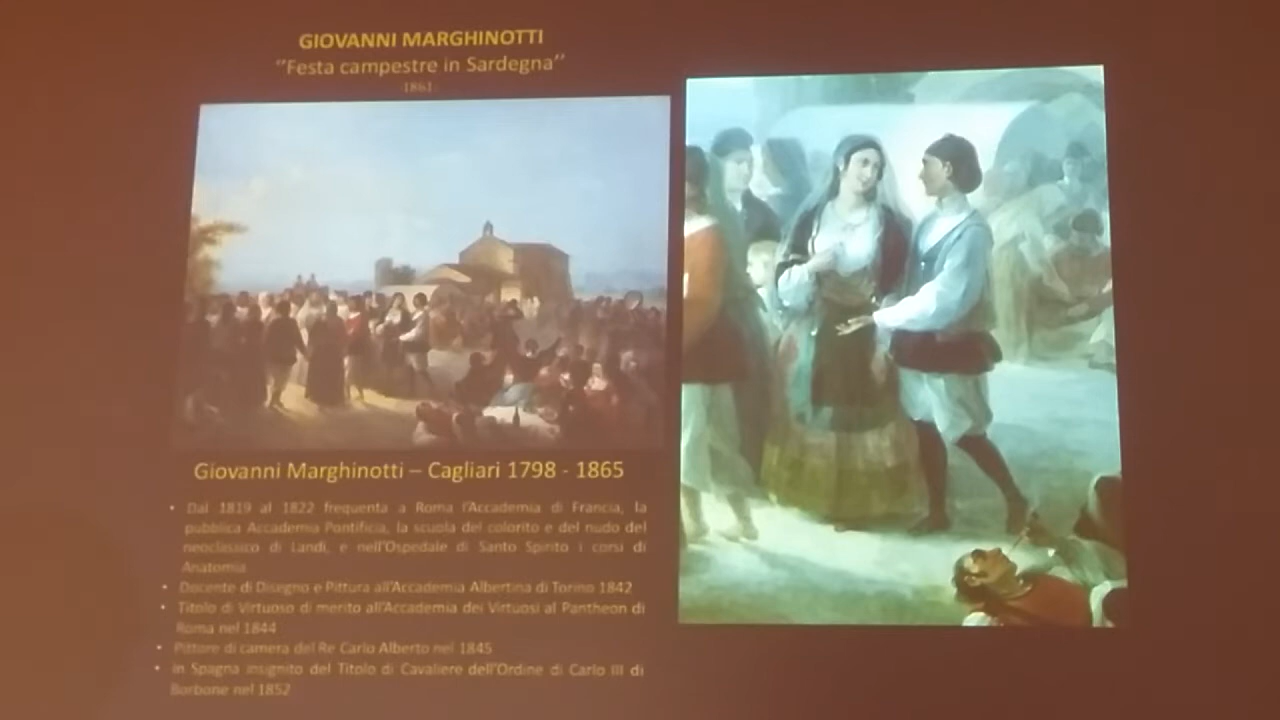 GIOVANNI MARGHINOTTI
"Festa campestre in Sardegna"
1861
Giovanni Marghinotti – Cagliari 1798 - 1865
• Dal 1819 al 1822 frequenta a Roma l'Accademia di Francia, la
pubblica Accademia Pontificia, la scuola del colorito e del nudo del
neoclassico di Landi, e nell'Ospedale di Santo Spirito i corsi di
Anatomia
• Docente di Disegno e Pittura all'Accademia Albertina di Torino 1842
• Titolo di Virtuoso di merito all'Accademia dei Virtuosi al Pantheon di
Roma nel 1844
• Pittore di camera del Re Carlo Alberto nel 1845
• in Spagna insignito del Titolo di Cavaliere dell'Ordine di Carlo III di
Borbone nel 1852